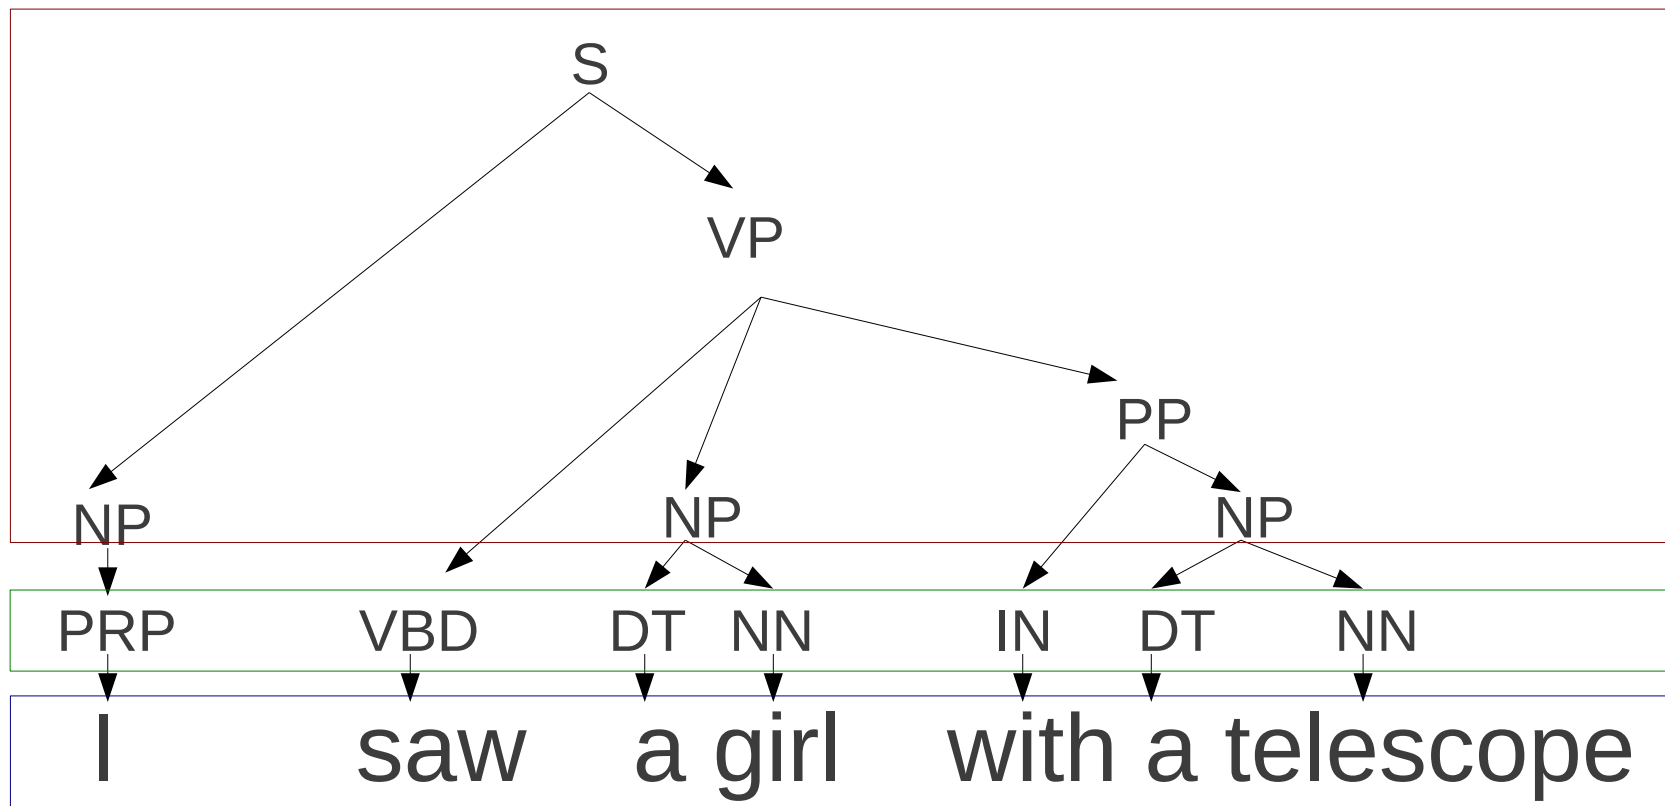 S
VP
PP
NP NP NP
PRP VBD DT NN IN DT NN
I saw a girl with a telescope